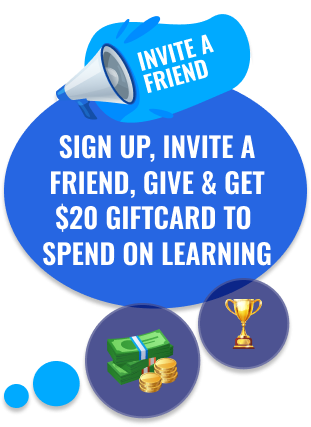 INVITE A
FRIEND
SIGN UP, INVITE A
FRIEND, GIVE & GET
$20 GIFTCARD TO
SPEND ON LEARNING